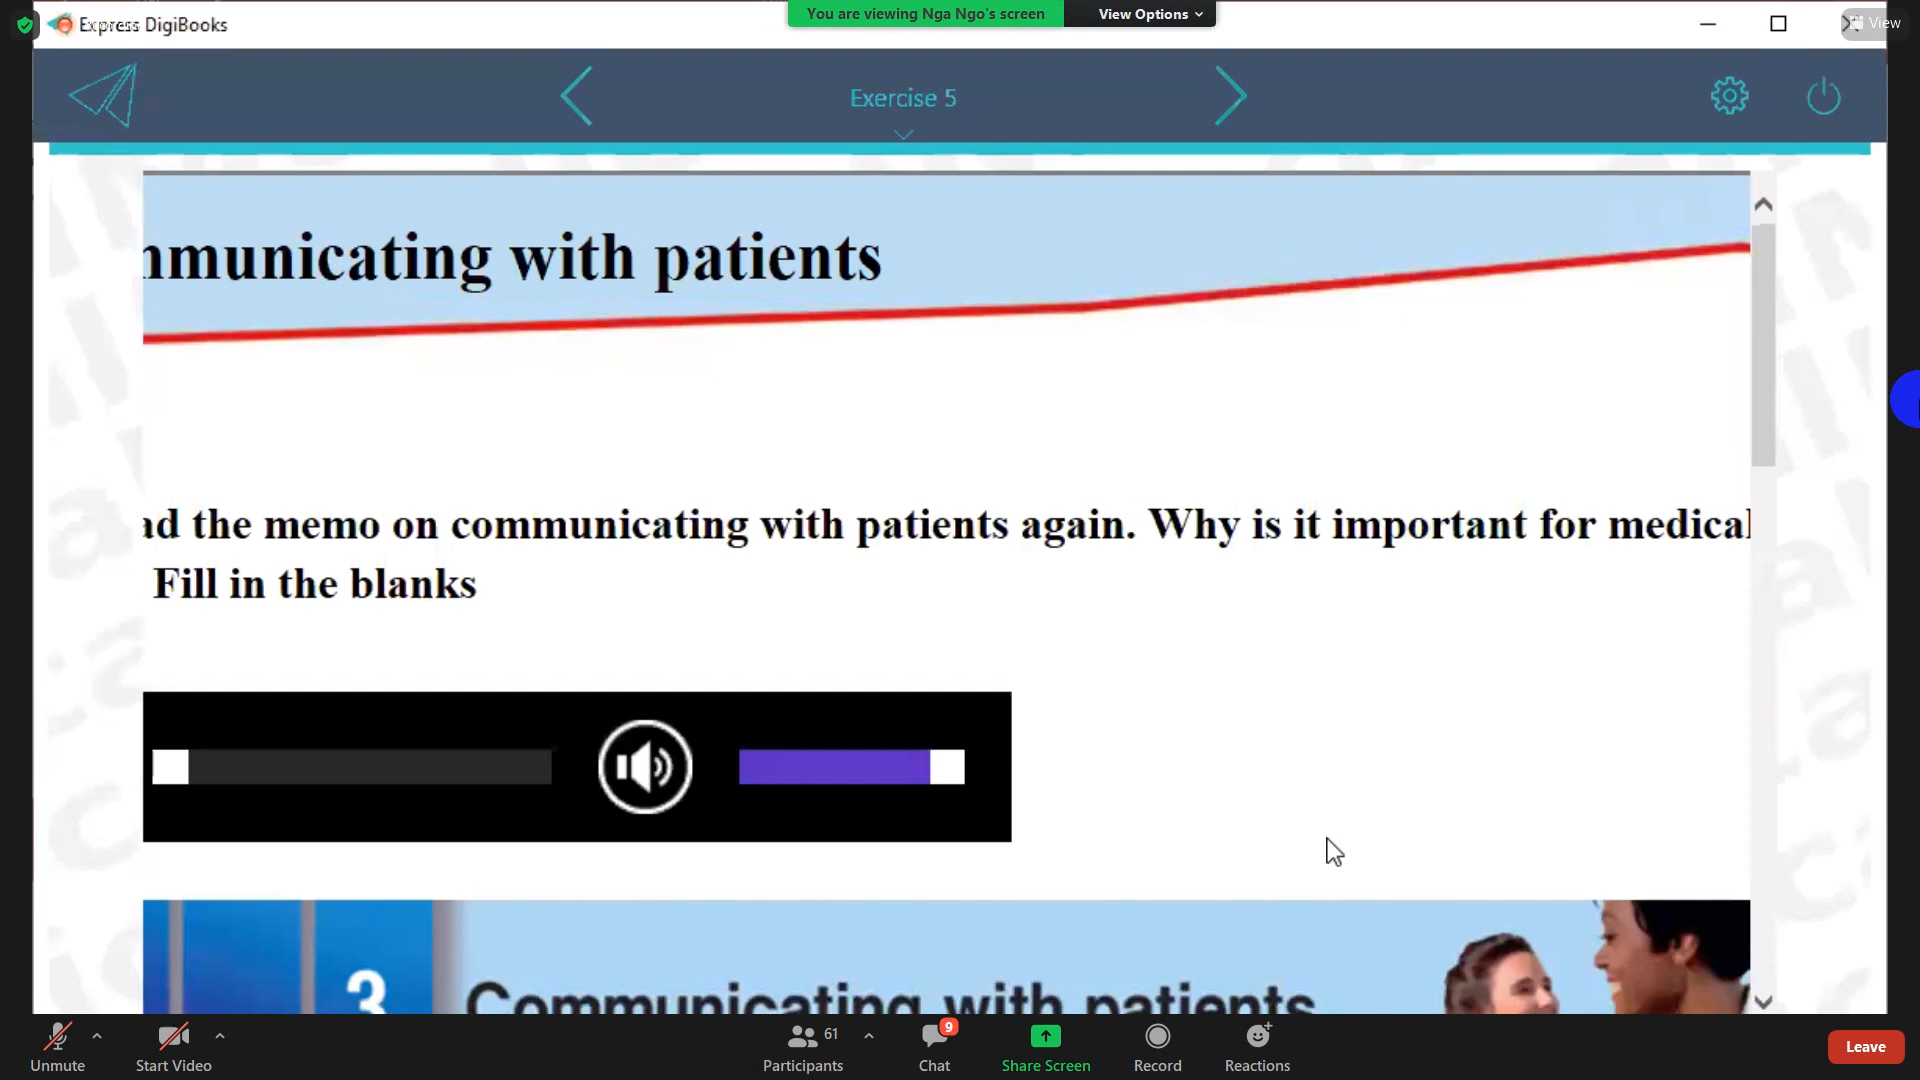 You are viewing Nga Ngo's screen View Options
Express DigiBooks
View
Exercise 5
mmunicating with patients
ad the memo on communicating with patients again. Why is it important for medical
Fill in the blanks
3 Communicating with patients
Unmute Start Video 61 Participants 9 Chat Share Screen Record Reactions Leave